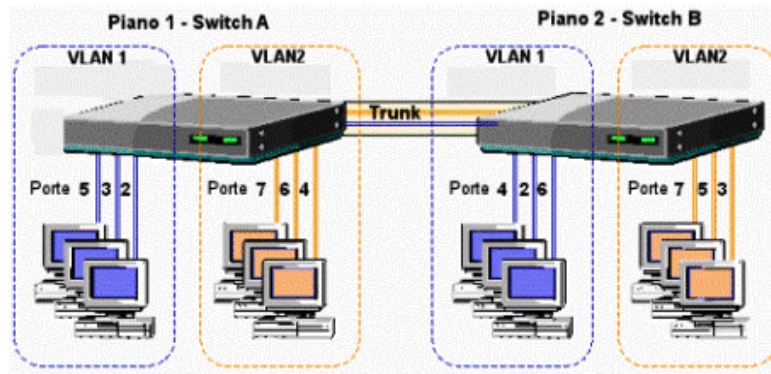 Piano 1 - Switch A
Piano 2 - Switch B
VLAN 1
VLAN2
VLAN 1
VLAN2
Trunk
Porte 5 3 2
Porte 7 6 4
Porte 4 2 6
Porte 7 5 3